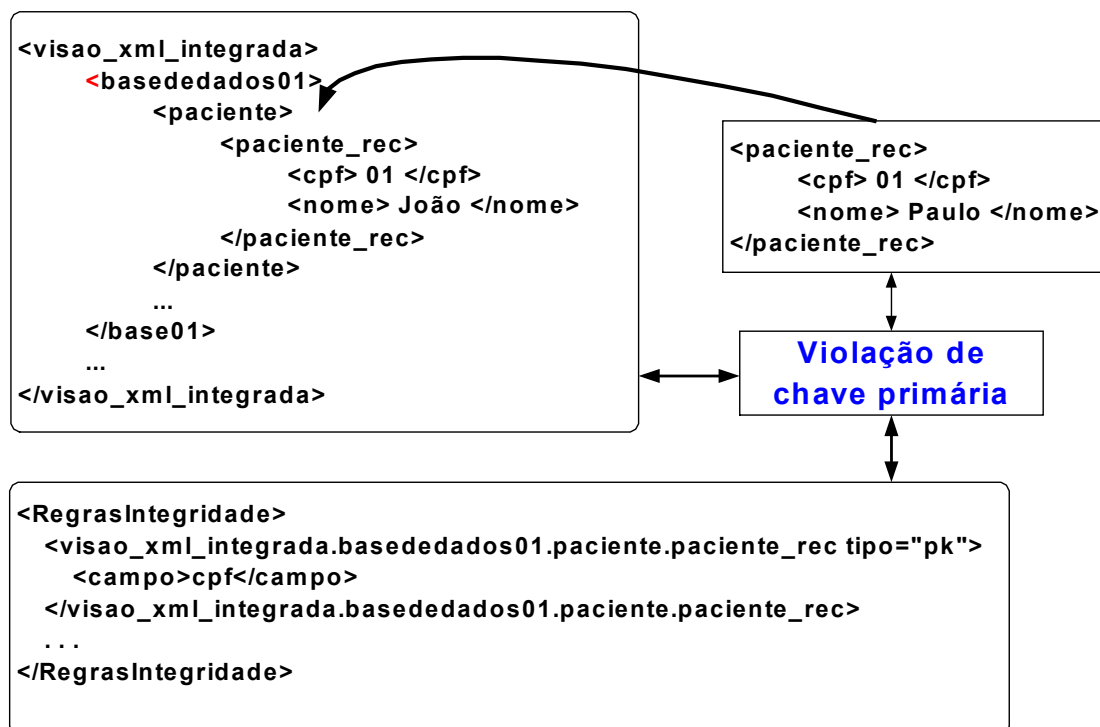 <visao_xml_integrada>
<basededados01>
<paciente>
<paciente_rec>
<cpf> 01 </cpf>
<nome> João </nome>
</paciente_rec>
</paciente>
...
</base01>
...
</visao_xml_integrada>
<paciente_rec>
<cpf> 01 </cpf>
<nome> Paulo </nome>
</paciente_rec>
Violação de
chave primária
<RegrasIntegridade>
<visao_xml_integrada.basededados01.paciente.paciente_rec tipo="pk">
<campo>cpf</campo>
</visao_xml_integrada.basededados01.paciente.paciente_rec>
. . .
</RegrasIntegridade>